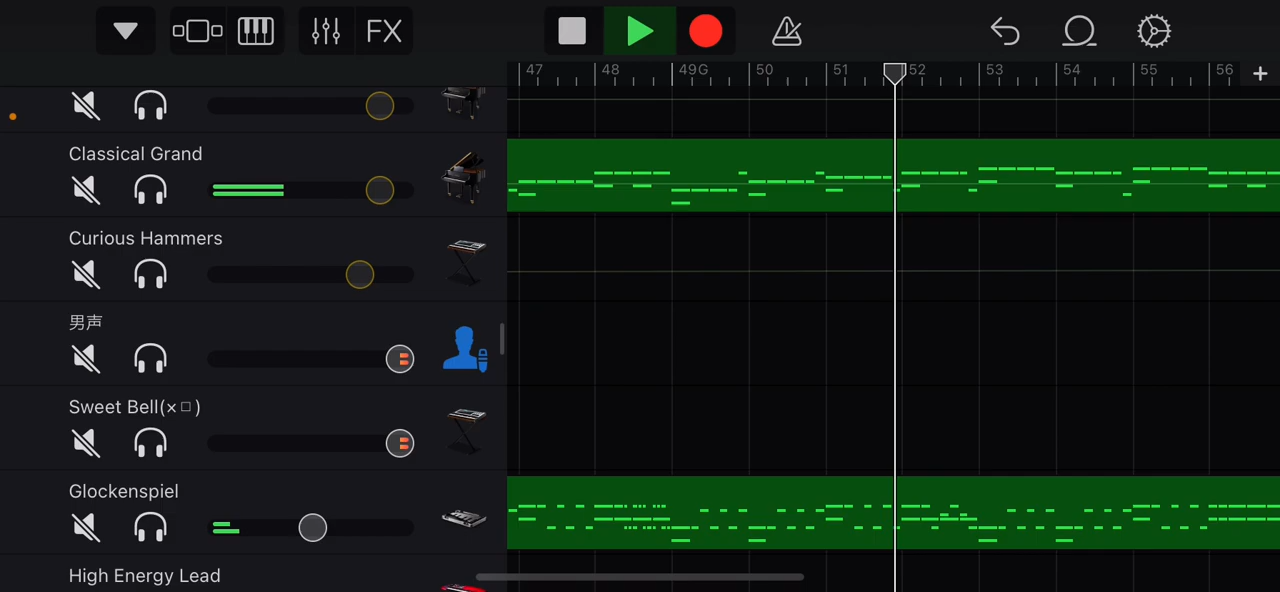 FX
47 48 49G 50 51 52 53 54 55 56
Classical Grand
Curious Hammers
男声
Sweet Bell(×□)
Glockenspiel
High Energy Lead